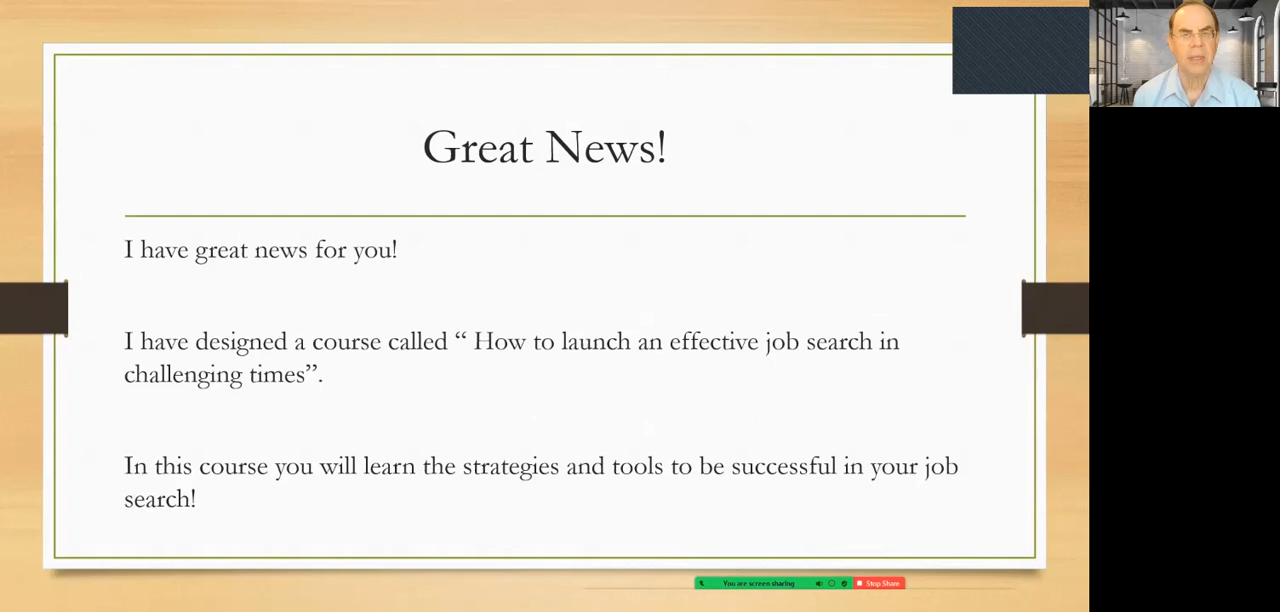 Great News!
I have great news for you!
I have designed a course called “ How to launch an effective job search in
challenging times”.
In this course you will learn the strategies and tools to be successful in your job
search!
You are screen sharing
Stop Share